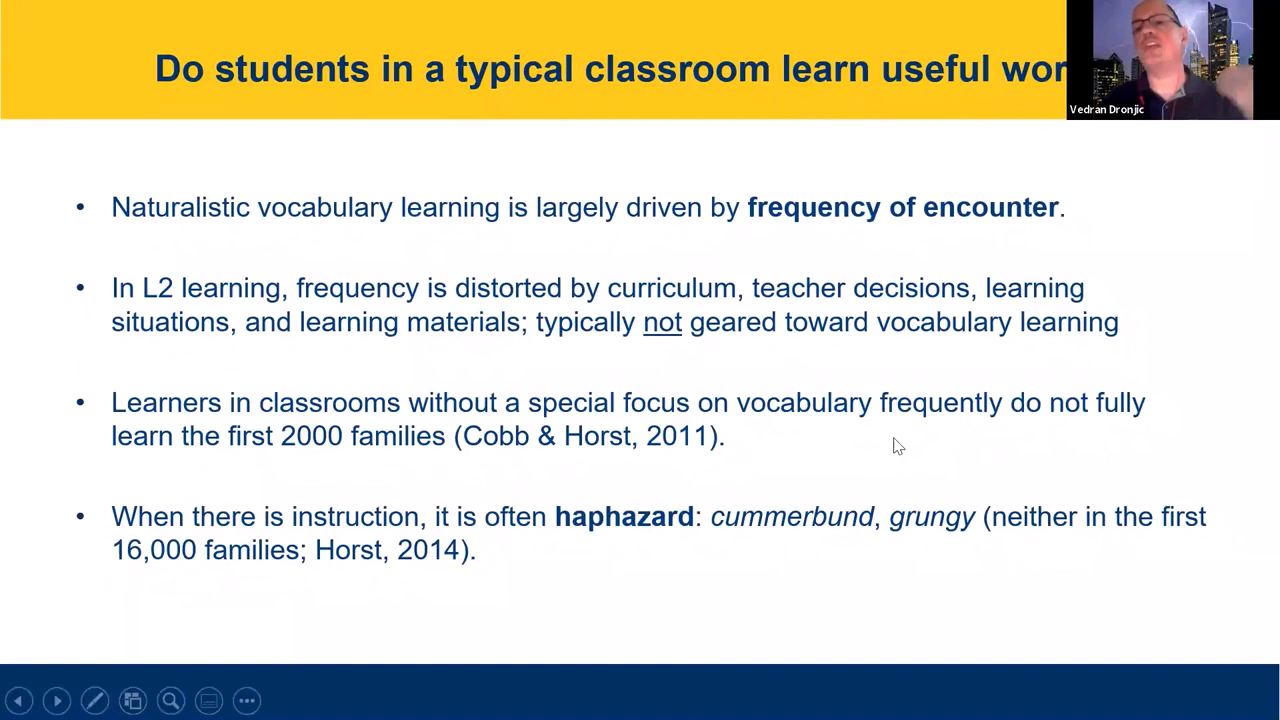 Do students in a typical classroom learn useful
Vedran Dronjic
• Naturalistic vocabulary learning is largely driven by frequency of encounter.
• In L2 learning, frequency is distorted by curriculum, teacher decisions, learning
situations, and learning materials; typically not geared toward vocabulary learning
• Learners in classrooms without a special focus on vocabulary frequently do not fully
learn the first 2000 families (Cobb & Horst, 2011).
• When there is instruction, it is often haphazard: cummerbund, grungy (neither in the first
16,000 families; Horst, 2014).